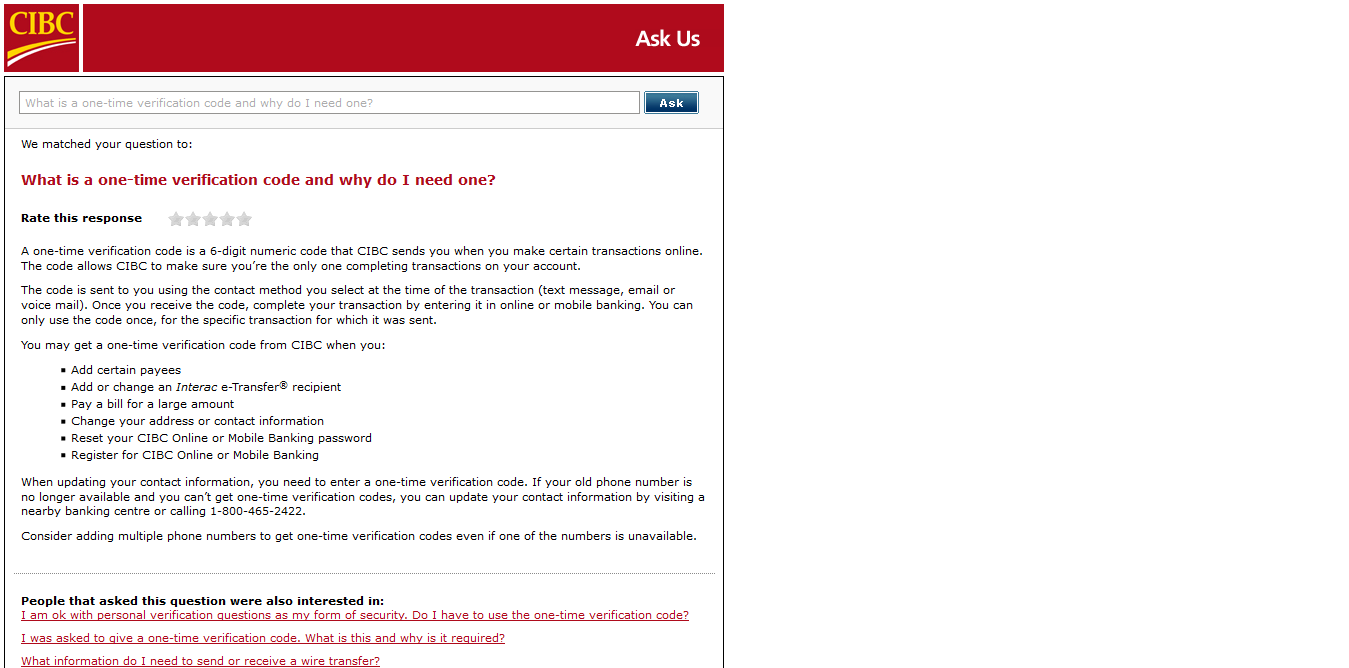 CIBC
Ask Us
What is a one-time verification code and why do I need one?
Ask
We matched your question to:
What is a one-time verification code and why do I need one?
Rate this response
A one-time verification code is a 6-digit numeric code that CIBC sends you when you make certain transactions online.
The code allows CIBC to make sure you’re the only one completing transactions on your account.
The code is sent to you using the contact method you select at the time of the transaction (text message, email or
voice mail). Once you receive the code, complete your transaction by entering it in online or mobile banking. You can
only use the code once, for the specific transaction for which it was sent.
You may get a one-time verification code from CIBC when you:
▪ Add certain payees
▪ Add or change an Interac e-Transfer® recipient
▪ Pay a bill for a large amount
▪ Change your address or contact information
▪ Reset your CIBC Online or Mobile Banking password
▪ Register for CIBC Online or Mobile Banking
When updating your contact information, you need to enter a one-time verification code. If your old phone number is
no longer available and you can’t get one-time verification codes, you can update your contact information by visiting a
nearby banking centre or calling 1-800-465-2422.
Consider adding multiple phone numbers to get one-time verification codes even if one of the numbers is unavailable.
People that asked this question were also interested in:
I am ok with personal verification questions as my form of security. Do I have to use the one-time verification code?
I was asked to give a one-time verification code. What is this and why is it required?
What information do I need to send or receive a wire transfer?